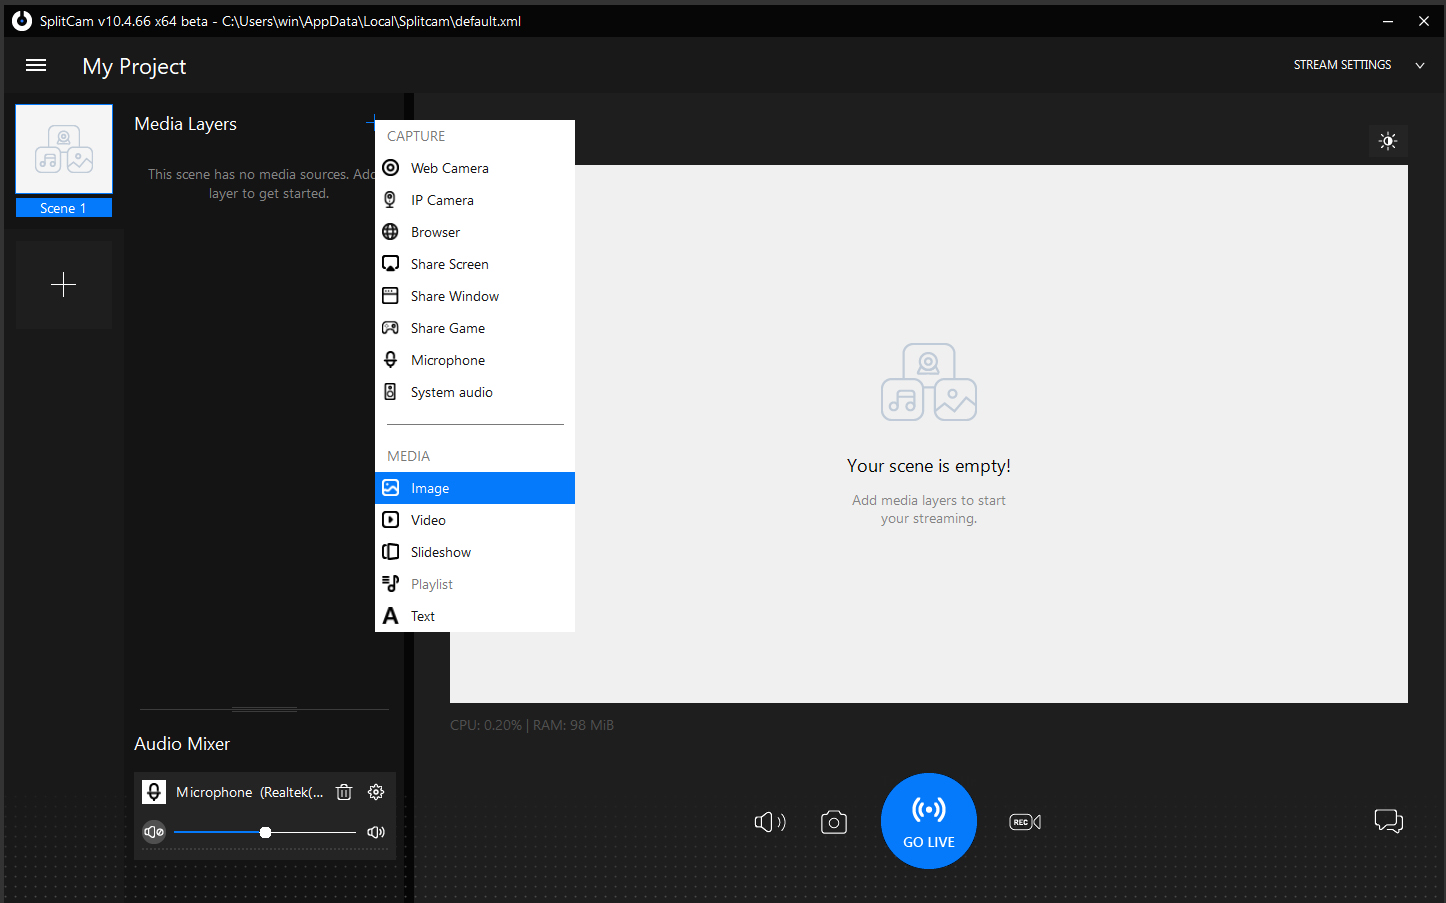 SplitCam v10.4.66 x64 beta - C:\Users\win\AppData\Local\Splitcam\default.xml
My Project
STREAM SETTINGS
Scene 1
Media Layers
This scene has no media sources. Add
layer to get started.
CAPTURE
Web Camera
IP Camera
Browser
Share Screen
Share Window
Share Game
Microphone
System audio
MEDIA
Image
Video
Slideshow
Playlist
A Text
Your scene is empty!
Add media layers to start
your streaming.
CPU: 0.20% | RAM: 98 MiB
Audio Mixer
Microphone (Realtek(...
GO LIVE
REC